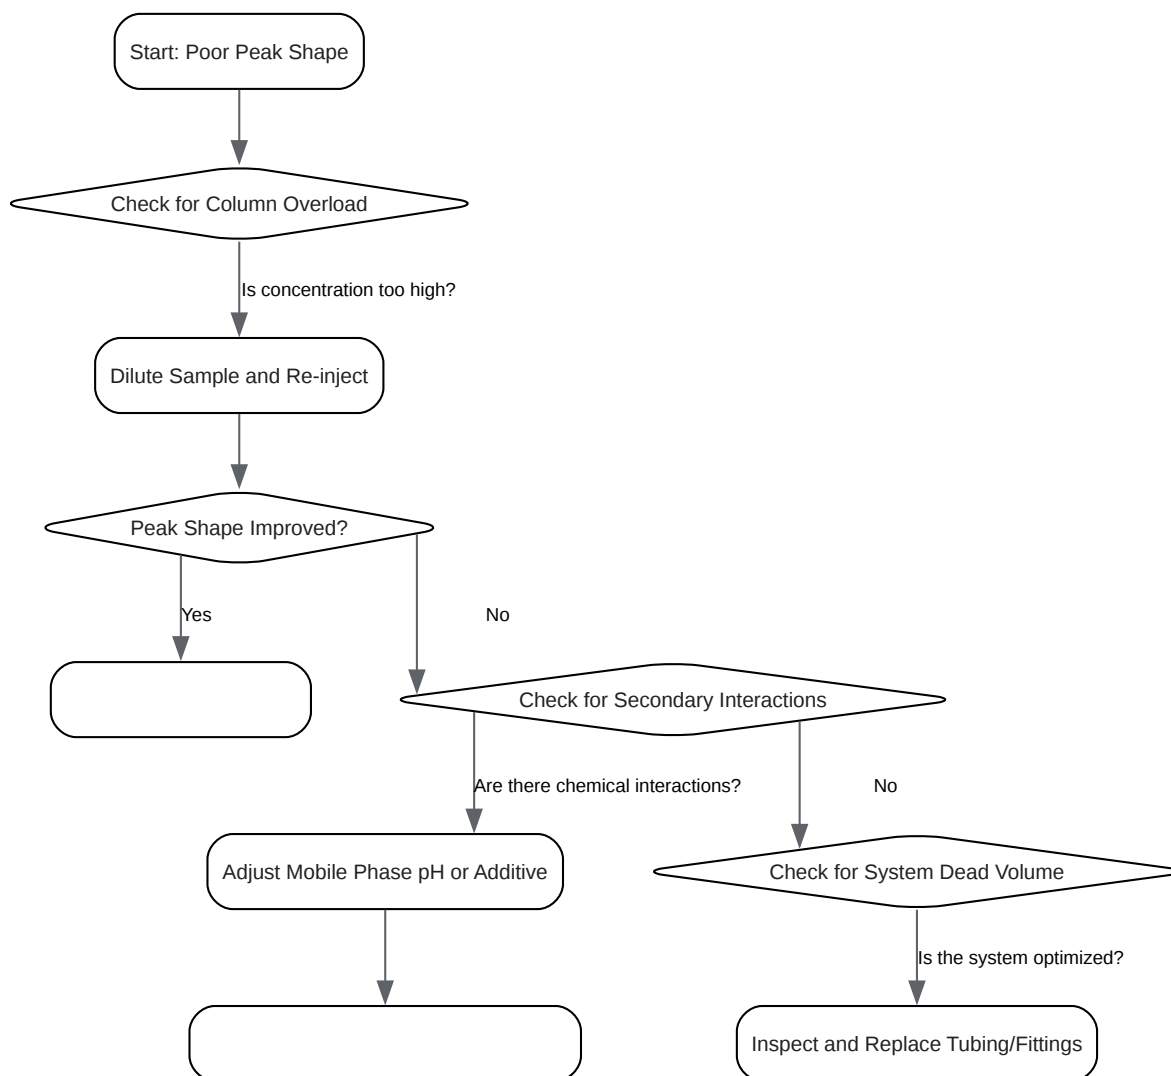 Start: Poor Peak Shape
Check for Column Overload
Is concentration too high?
Dilute Sample and Re-inject
Peak Shape Improved?
Yes
No
Check for Secondary Interactions
Are there chemical interactions?
No
Adjust Mobile Phase pH or Additive
Check for System Dead Volume
Is the system optimized?
Inspect and Replace Tubing/Fittings